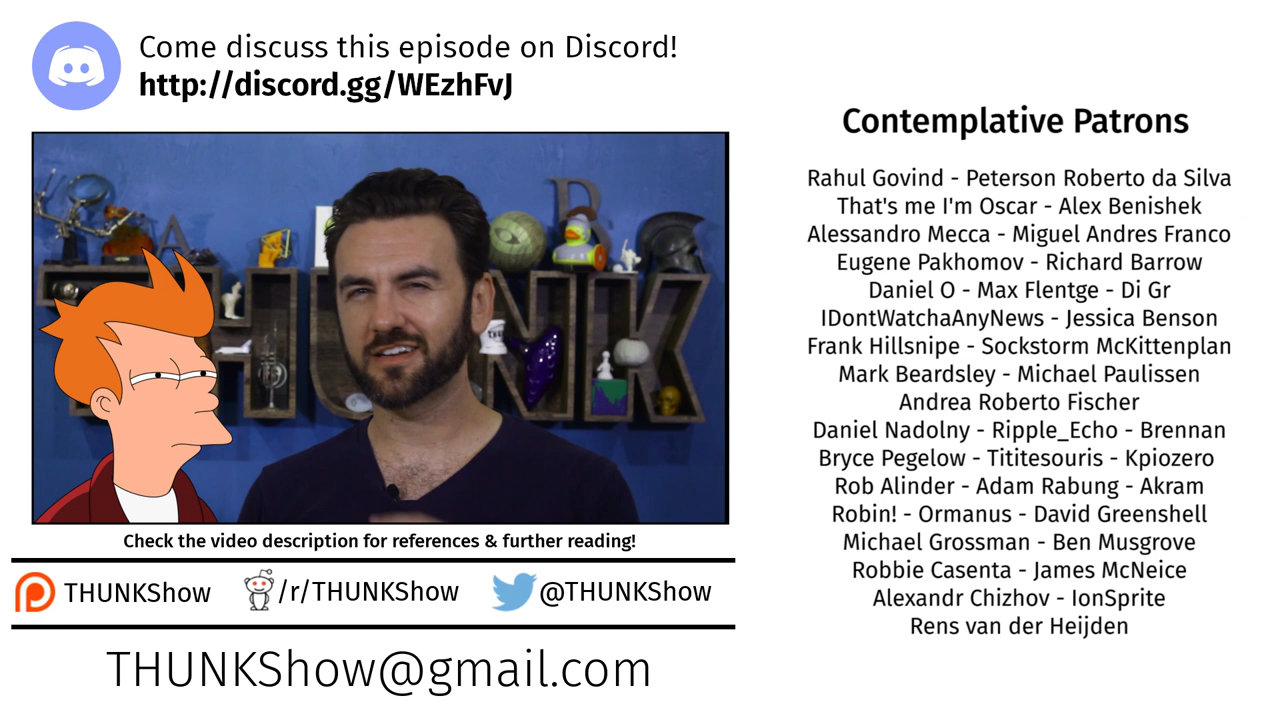 Come discuss this episode on Discord!
http://discord.gg/WEzhFvJ
Check the video description for references & further reading!
THUNKShow
/r/THUNKShow
@THUNKShow
THUNKShow@gmail.com
Contemplative Patrons
Rahul Govind - Peterson Roberto da Silva
That's me I'm Oscar - Alex Benishek
Alessandro Mecca - Miguel Andres Franco
Eugene Pakhomov - Richard Barrow
Daniel O - Max Flentge - Di Gr
IDontWatchaAnyNews - Jessica Benson
Frank Hillsnipe - Sockstorm McKittenplan
Mark Beardsley - Michael Paulissen
Andrea Roberto Fischer
Daniel Nadolny - Ripple_Echo - Brennan
Bryce Pegelow - Tititesouris - Kpiozero
Rob Alinder - Adam Rabung - Akram
Robin! - Ormanus - David Greenshell
Michael Grossman - Ben Musgrove
Robbie Casenta - James McNeice
Alexandr Chizhov - IonSprite
Rens van der Heijden